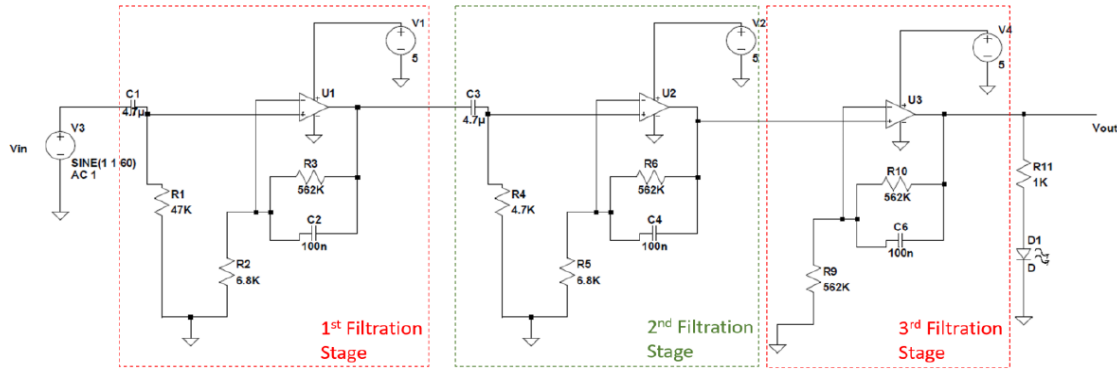 V1
5
C1
4.7µ
U1
V3
Vin
SINE(1 1 60)
AC 1
R1
47K
R3
562K
C2
100n
R2
6.8K
1st Filtration
Stage
V2
5
C3
4.7µ
U2
R4
4.7K
R6
562K
C4
100n
R5
6.8K
2nd Filtration
Stage
V4
5
U3
Vout
R10
562K
C6
100n
R9
562K
R11
1K
D1
D
3rd Filtration
Stage